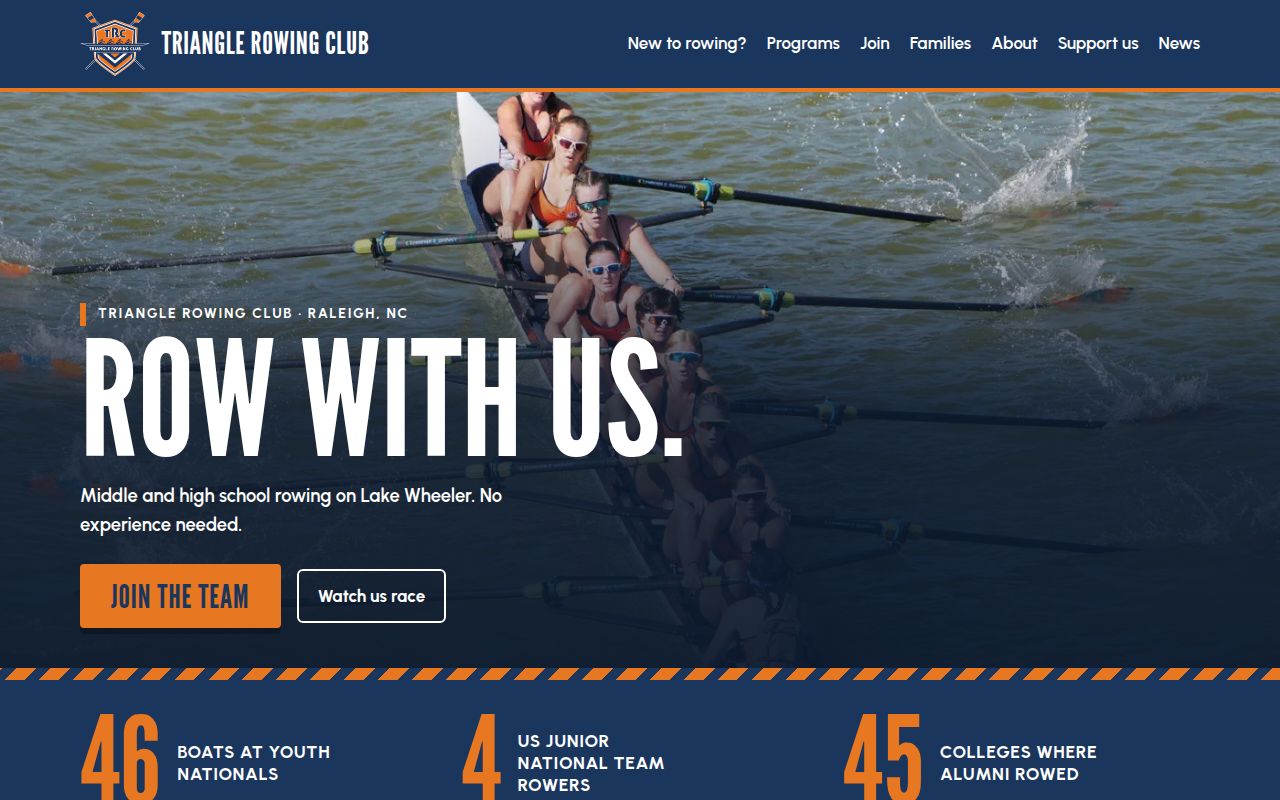 TRC
TRIANGLE ROWING CLUB
TRIANGLE ROWING CLUB
New to rowing? Programs Join Families About Support us News
TRIANGLE ROWING CLUB · RALEIGH, NC
ROW WITH US.
Middle and high school rowing on Lake Wheeler. No
experience needed.
JOIN THE TEAM
Watch us race
46 BOATS AT YOUTH
NATIONALS
4 US JUNIOR
NATIONAL TEAM
ROWERS
45 COLLEGES WHERE
ALUMNI ROWED